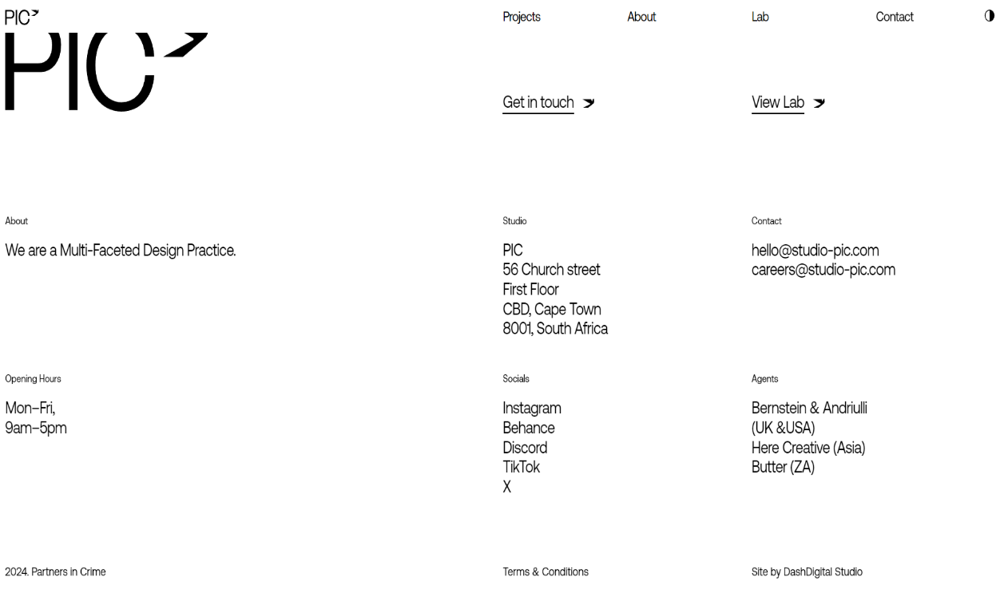 PIC
Projects
About
Lab
Contact
PIC
Get in touch
View Lab
About
We are a Multi-Faceted Design Practice.
Studio
PIC
56 Church street
First Floor
CBD, Cape Town
8001, South Africa
Contact
hello@studio-pic.com
careers@studio-pic.com
Opening Hours
Mon–Fri,
9am–5pm
Socials
Instagram
Behance
Discord
TikTok
X
Agents
Bernstein & Andriulli
(UK &USA)
Here Creative (Asia)
Butter (ZA)
2024. Partners in Crime
Terms & Conditions
Site by DashDigital Studio